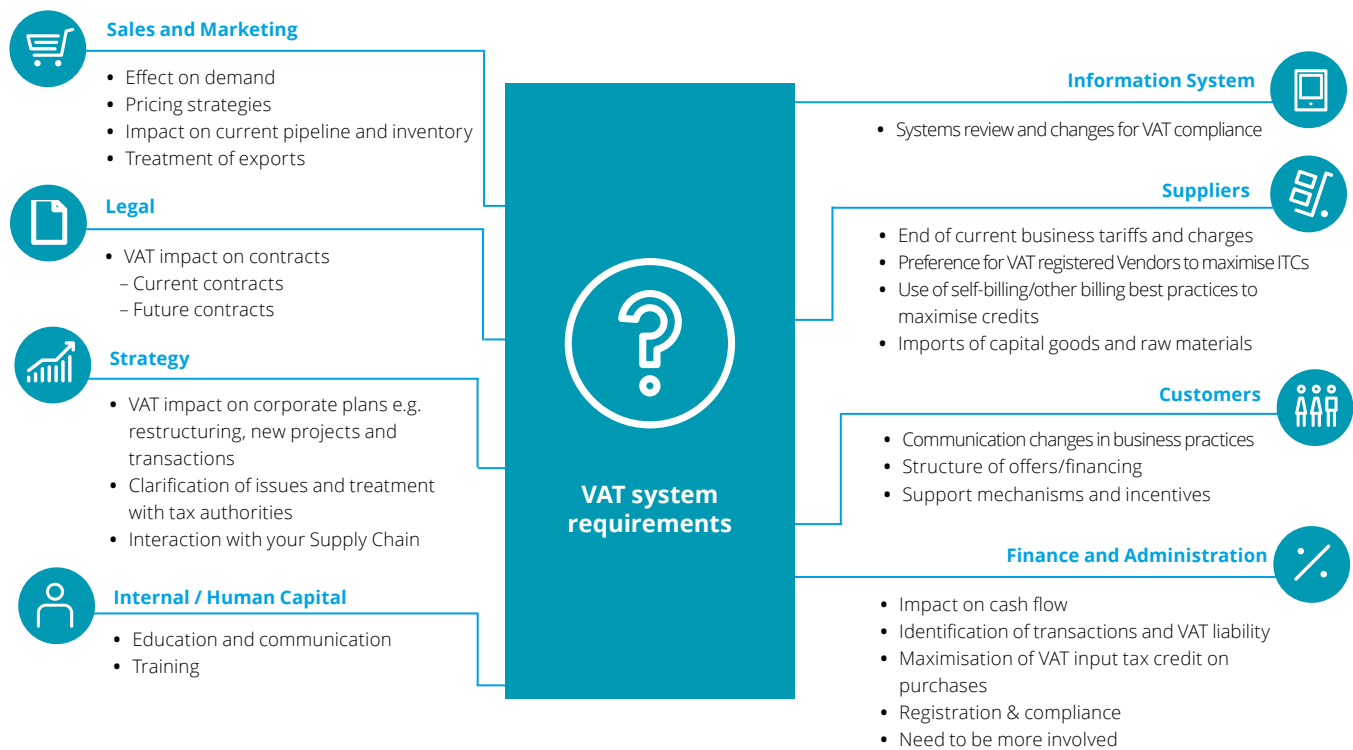 Sales and Marketing
• Effect on demand
• Pricing strategies
• Impact on current pipeline and inventory
• Treatment of exports
Legal
• VAT impact on contracts
– Current contracts
– Future contracts
Strategy
• VAT impact on corporate plans e.g.
restructuring, new projects and
transactions
• Clarification of issues and treatment
with tax authorities
• Interaction with your Supply Chain
Internal / Human Capital
• Education and communication
• Training
?
VAT system
requirements
Information System
• Systems review and changes for VAT compliance
Suppliers
• End of current business tariffs and charges
• Preference for VAT registered Vendors to maximise ITCs
• Use of self-billing/other billing best practices to
maximise credits
• Imports of capital goods and raw materials
Customers
• Communication changes in business practices
• Structure of offers/financing
• Support mechanisms and incentives
Finance and Administration
• Impact on cash flow
• Identification of transactions and VAT liability
• Maximisation of VAT input tax credit on
purchases
• Registration & compliance
• Need to be more involved